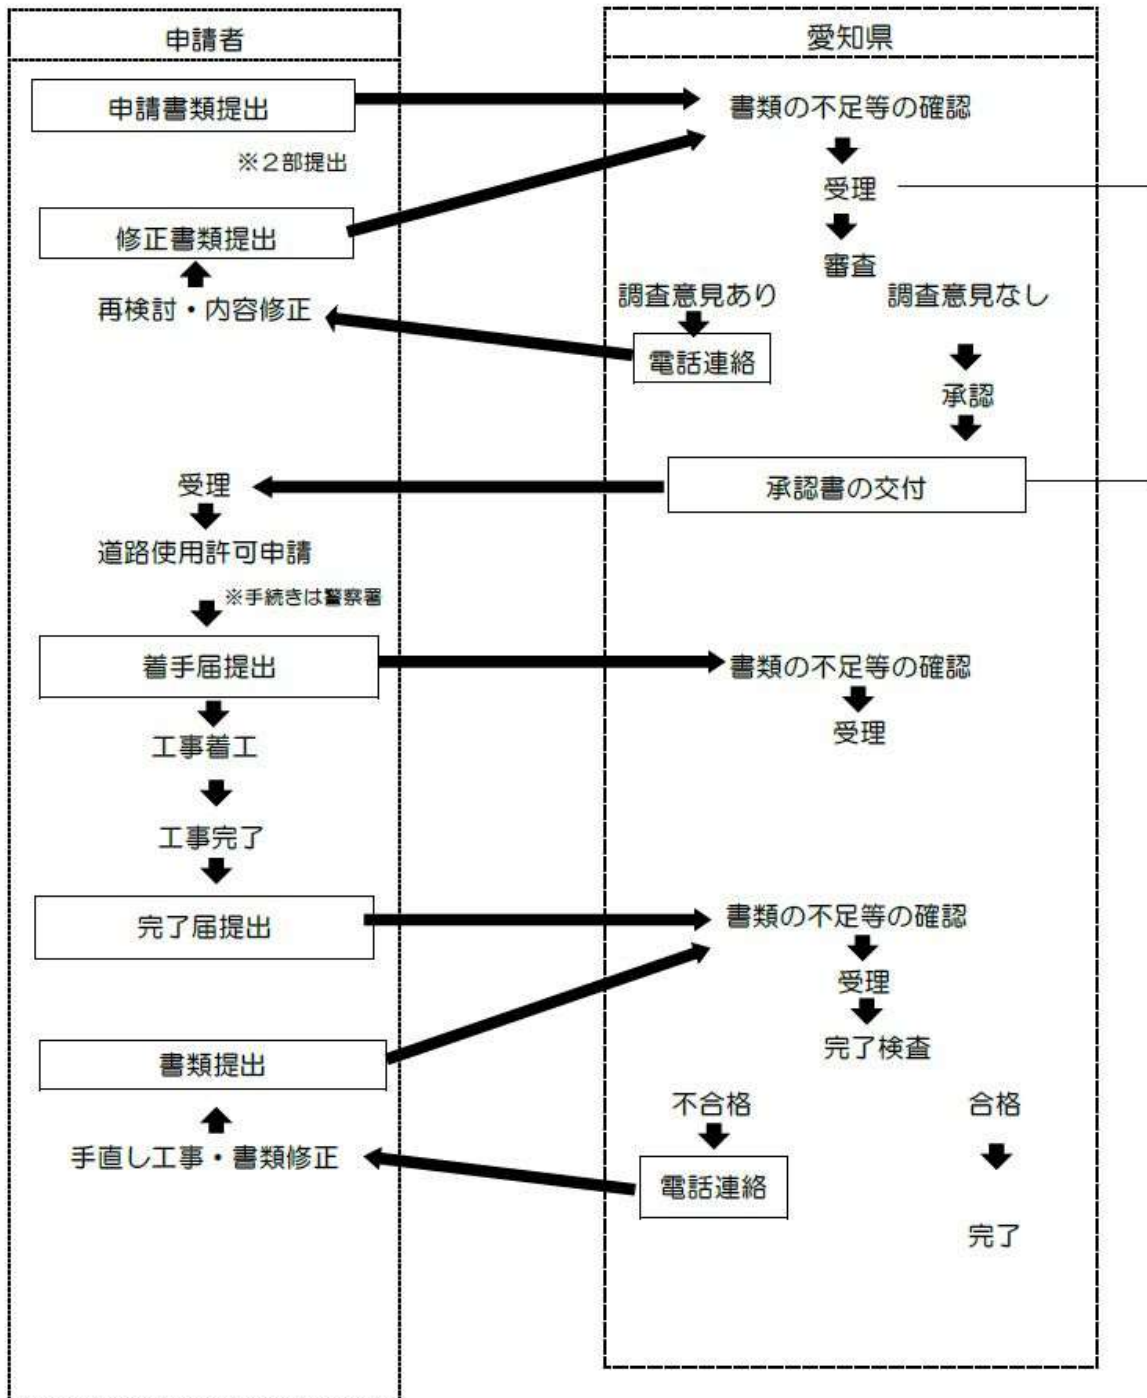 申請者
愛知県
申請書類提出
書類の不足等の確認
※2部提出
受理
修正書類提出
審査
調査意見あり
調査意見なし
再検討・内容修正
電話連絡
承認
受理
承認書の交付
道路使用許可申請
※手続きは警察署
着手届提出
書類の不足等の確認
工事着工
受理
工事完了
完了届提出
書類の不足等の確認
受理
書類提出
完了検査
不合格
合格
手直し工事・書類修正
電話連絡
完了